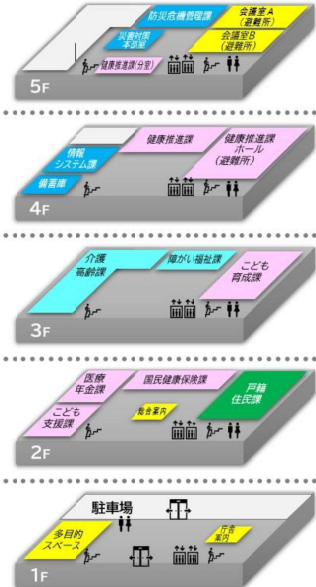 防災危機管理課
会議室A
(避難所)
災害対策
本部室
会議室B
(避難所)
健康推進課(分室)
5F
健康推進課
健康推進課
ホール
(避難所)
情報
システム課
備蓄庫
4F
介護
高齢課
障がい福祉課
こども
育成課
3F
医療
年金課
国民健康保険課
戸籍
住民課
こども
支援課
総合案内
2F
駐車場
多目的
スペース
庁舎
案内
1F